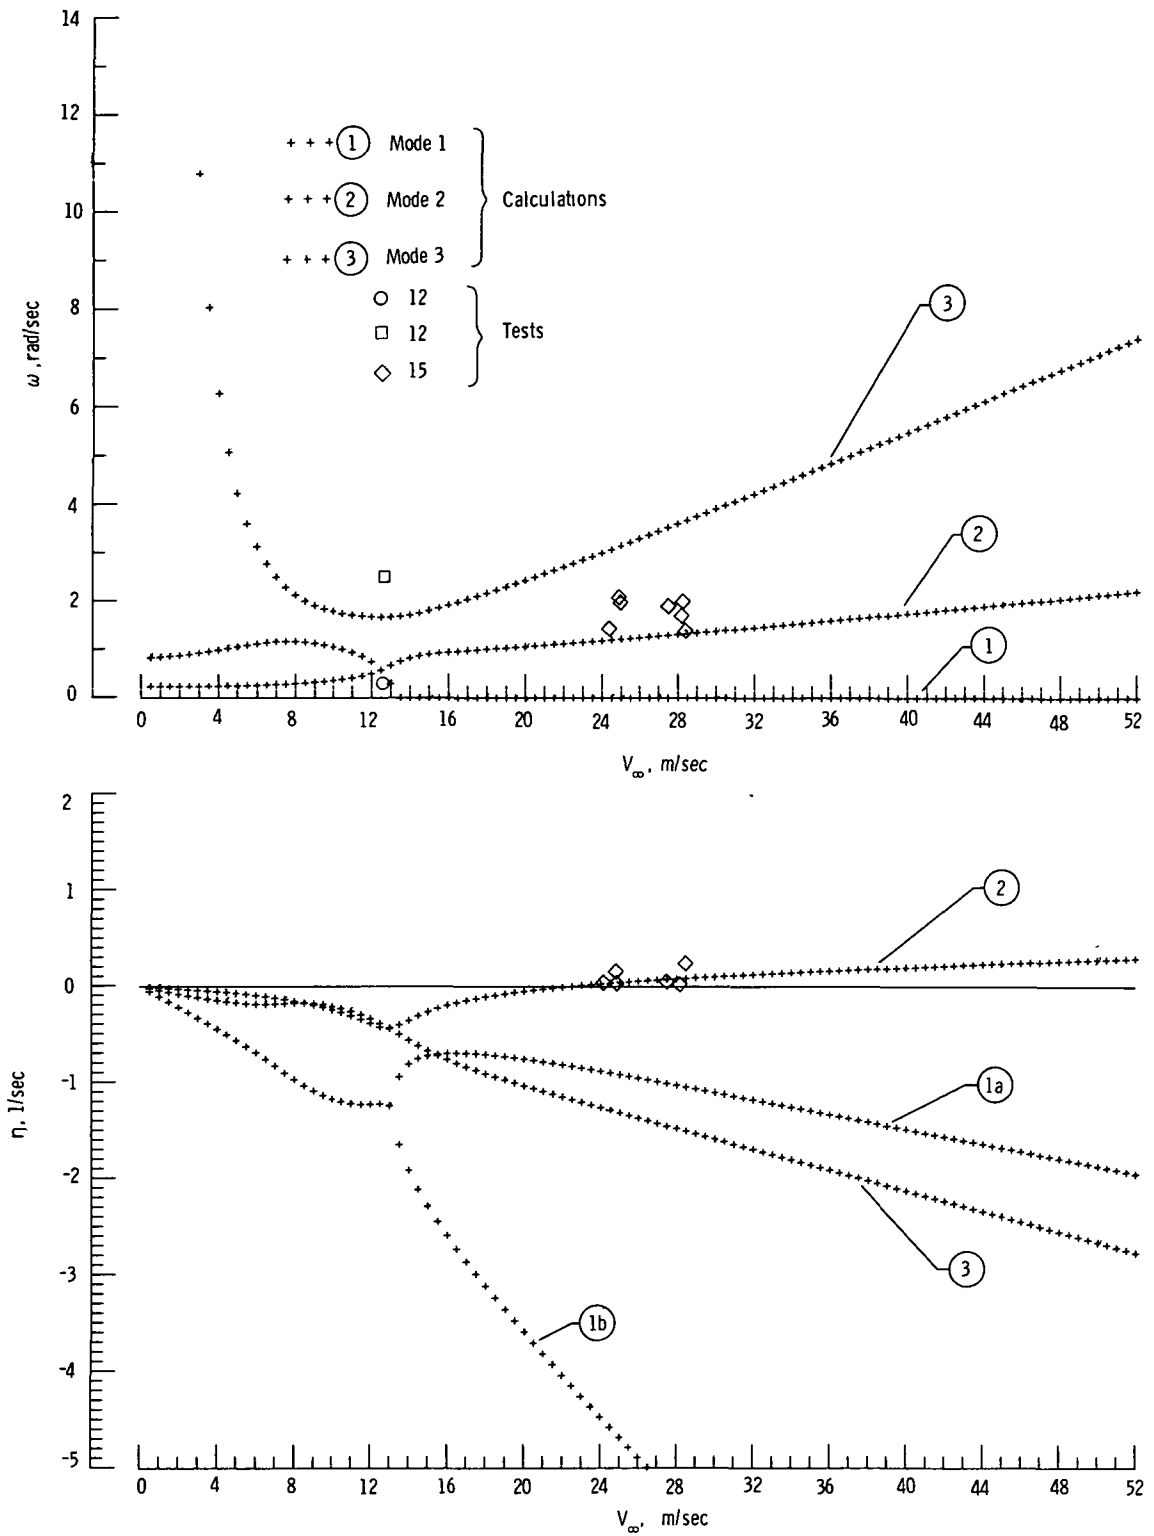 14
12
10
8
6
4
2
0
ω, rad/sec
1 Mode 1
2 Mode 2
3 Mode 3
Calculations
12
12
15
Tests
3
2
1
0 4 8 12 16 20 24 28 32 36 40 44 48 52
V∞, m/sec
2
1
0
-1
-2
-3
-4
-5
η, 1/sec
2
1a
3
1b
0 4 8 12 16 20 24 28 32 36 40 44 48 52
V∞, m/sec